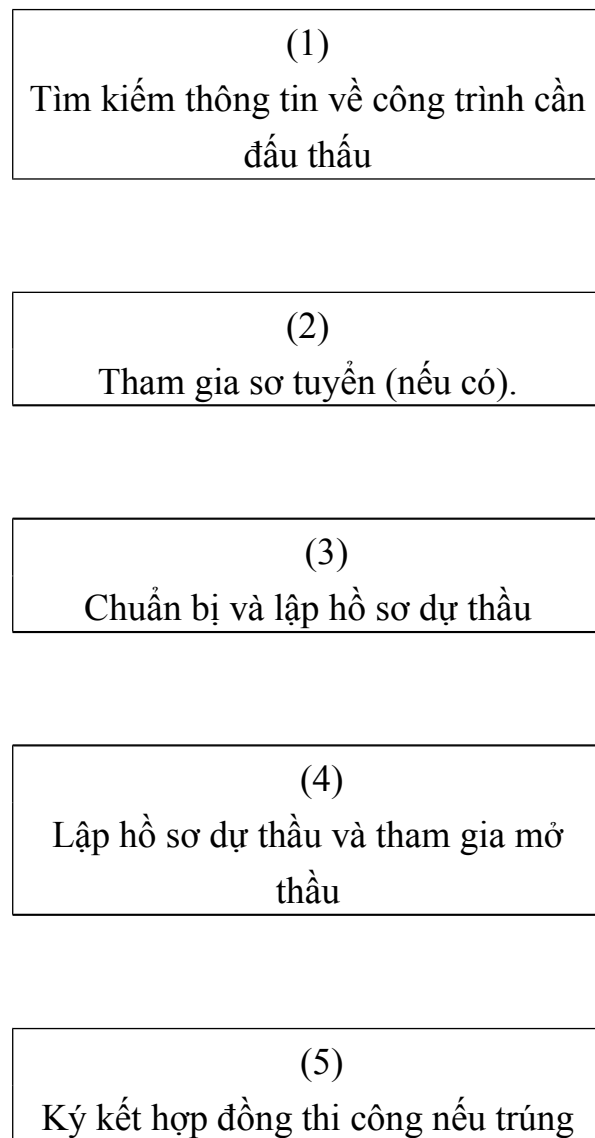 (1)
Tìm kiếm thông tin về công trình cần
đấu thấu
(2)
Tham gia sơ tuyển (nếu có).
(3)
Chuẩn bị và lập hồ sơ dự thầu
(4)
Lập hồ sơ dự thầu và tham gia mở
thầu
(5)
Ký kết hợp đồng thi công nếu trúng